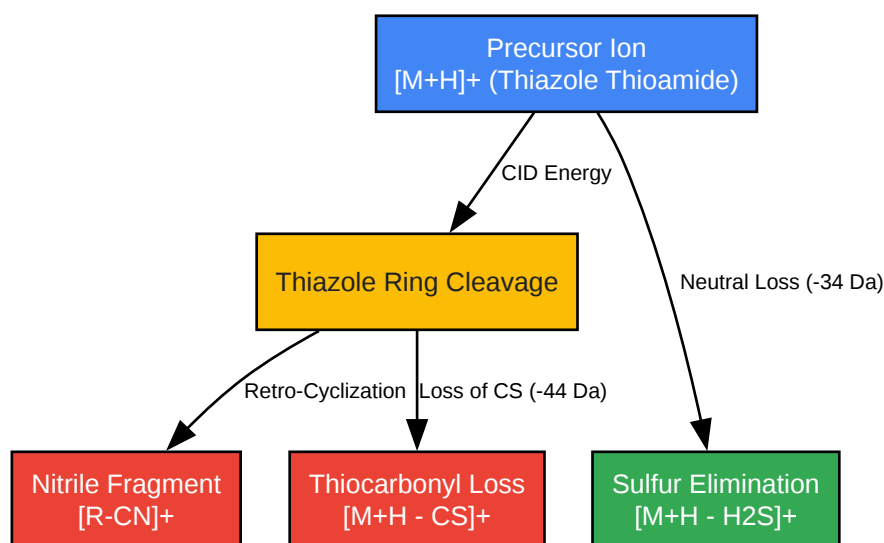 Precursor Ion
[M+H]+ (Thiazole Thioamide)
CID Energy
Thiazole Ring Cleavage
Neutral Loss (-34 Da)
Retro-Cyclization
Loss of CS (-44 Da)
Nitrile Fragment
[R-CN]+
Thiocarbonyl Loss
[M+H - CS]+
Sulfur Elimination
[M+H - H2S]+